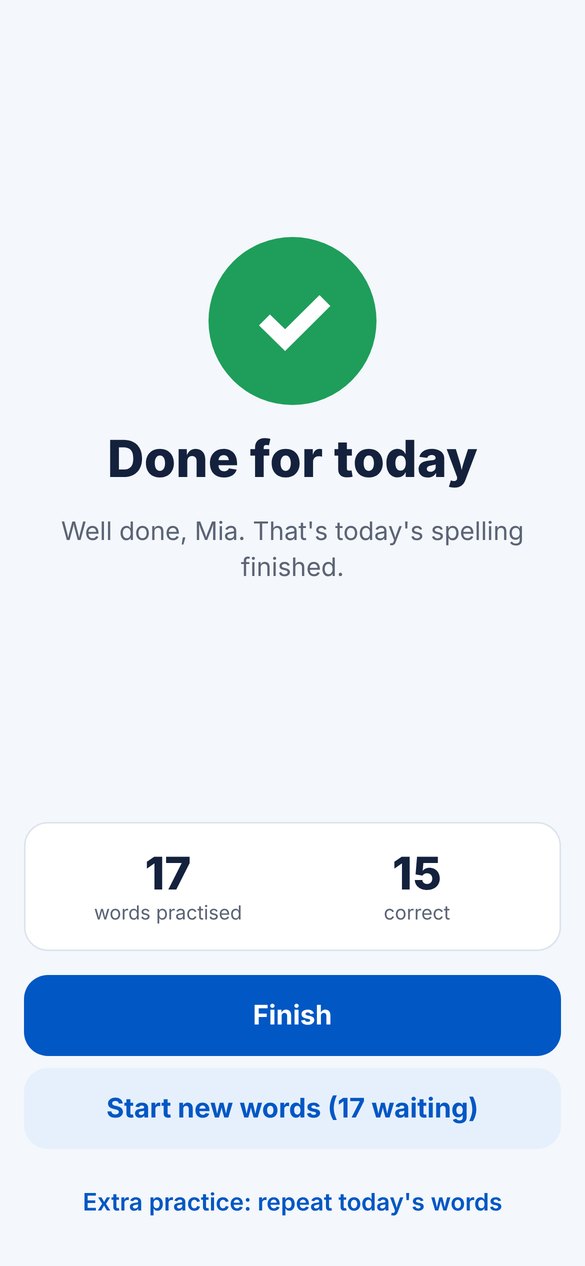 Done for today
Well done, Mia. That's today's spelling
finished.
17
words practised
15
correct
Finish
Start new words (17 waiting)
Extra practice: repeat today's words